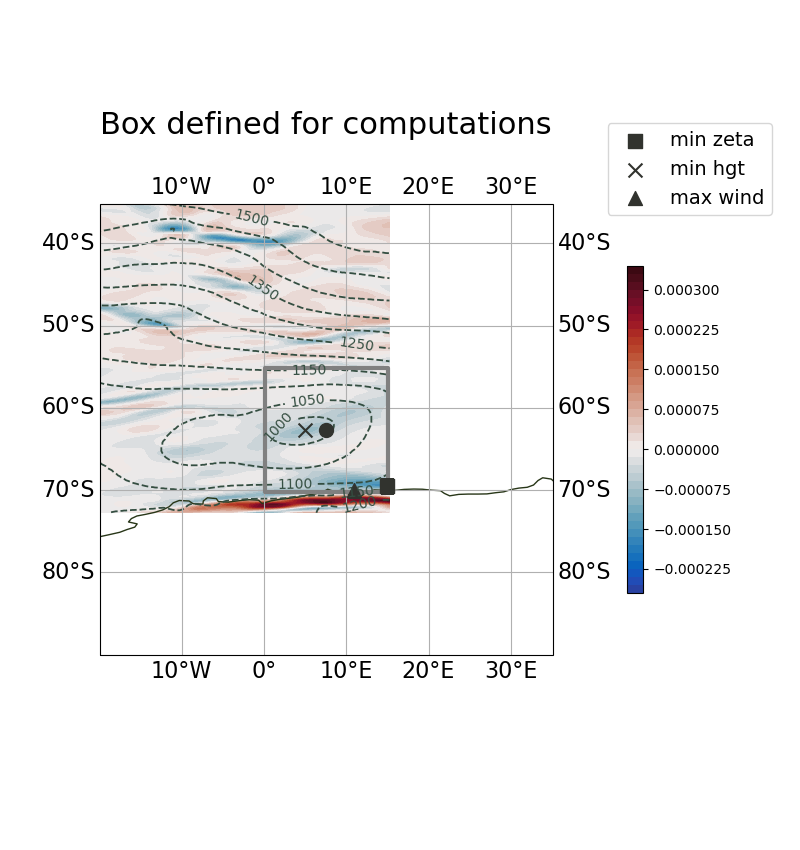 Box defined for computations
min zeta
min hgt
max wind
10°W 0° 10°E 20°E 30°E
40°S 40°S
50°S 50°S
60°S 60°S
70°S 70°S
80°S 80°S
10°W 0° 10°E 20°E 30°E
1500
1350
1250
1150
1050
1000
1100
1200
0.000300
0.000225
0.000150
0.000075
0.000000
−0.000075
−0.000150
−0.000225